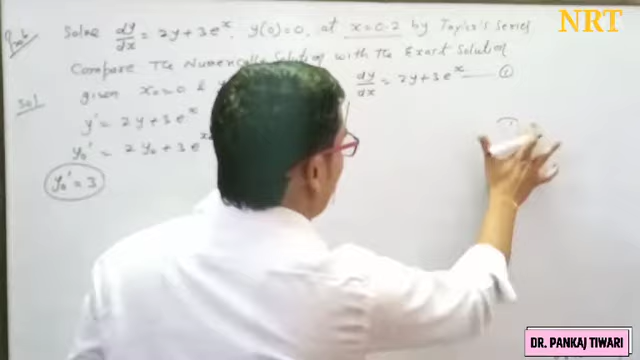 NRT
Prob Solve dy/dx = 2y + 3e^x, y(0)=0, at x=0.2 by Taylor's Series
Compare The Numerically Solution with the Exact Solution
Sol given x₀=0 &
dy/dx = 2y + 3e^x —— ①
y' = 2y + 3e^x
y₀' = 2y₀ + 3e^x
y₀' = 3
DR. PANKAJ TIWARI